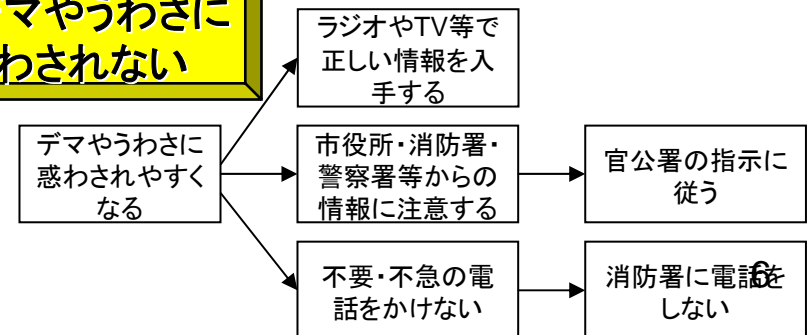 マやうわさに
わされない
ラジオやTV等で
正しい情報を入
手する
デマやうわさに
惑わされやすく
なる
市役所・消防署・
警察署等からの
情報に注意する
官公署の指示に
従う
不要・不急の電
話をかけない
消防署に電話を
しない
6